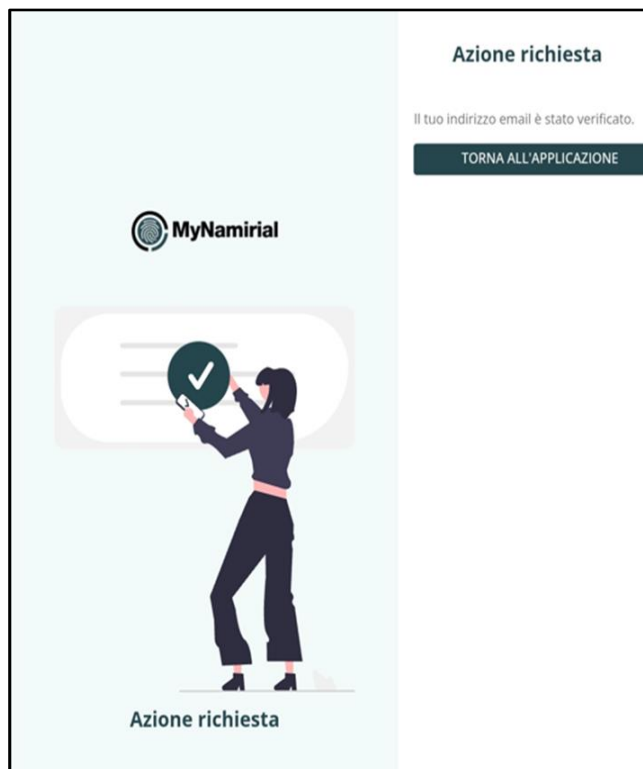 MyNamirial
Azione richiesta
Azione richiesta
Il tuo indirizzo email è stato verificato.
TORNA ALL'APPLICAZIONE